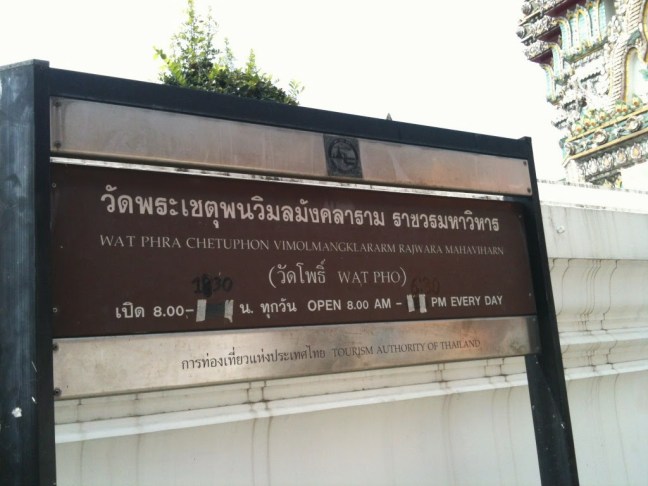 วัดพระเชตุพนวิมลมังคลาราม ราชวรมหาวิหาร
WAT PHRA CHETUPHON VIMOLMANGKLARARM RAJWARA MAHAVIHARN
(วัดโพธิ์ WAT PHO)
18.30 6:30
เปิด 8.00- น. ทุกวัน OPEN 8.00 AM - PM EVERY DAY
การท่องเที่ยวแห่งประเทศไทย TOURISM AUTHORITY OF THAILAND